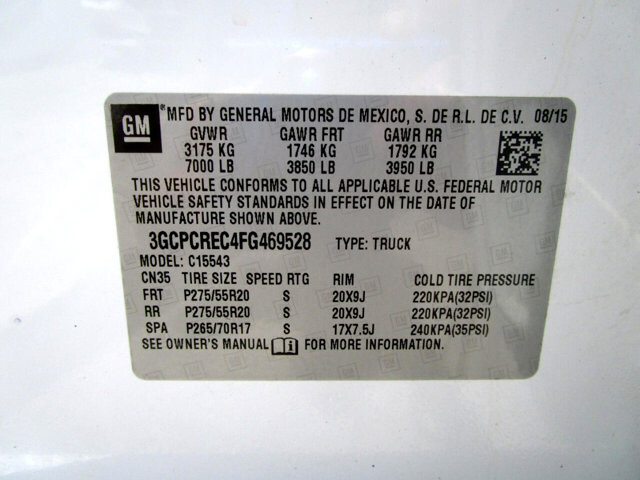 GM MFD BY GENERAL MOTORS DE MEXICO, S. DE R.L. DE C.V. 08/15
GVWR GAWR FRT GAWR RR
3175 KG 1746 KG 1792 KG
7000 LB 3850 LB 3950 LB
THIS VEHICLE CONFORMS TO ALL APPLICABLE U.S. FEDERAL MOTOR
VEHICLE SAFETY STANDARDS IN EFFECT ON THE DATE OF
MANUFACTURE SHOWN ABOVE.
3GCPCREC4FG469528 TYPE: TRUCK
MODEL: C15543
CN35 TIRE SIZE SPEED RTG RIM COLD TIRE PRESSURE
FRT P275/55R20 S 20X9J 220KPA(32PSI)
RR P275/55R20 S 20X9J 220KPA(32PSI)
SPA P265/70R17 S 17X7.5J 240KPA(35PSI)
SEE OWNER'S MANUAL FOR MORE INFORMATION.